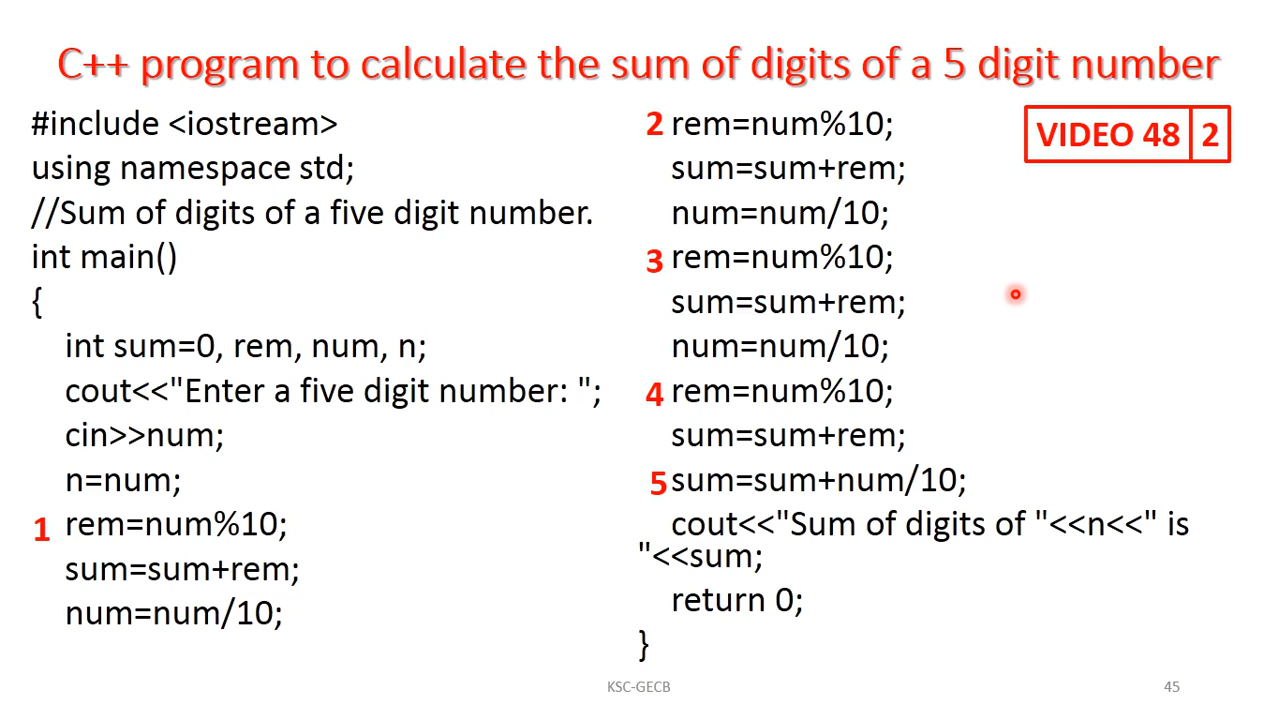 C++ program to calculate the sum of digits of a 5 digit number
#include <iostream>
using namespace std;
//Sum of digits of a five digit number.
int main()
{
int sum=0, rem, num, n;
cout<<"Enter a five digit number: ";
cin>>num;
n=num;
1 rem=num%10;
sum=sum+rem;
num=num/10;
2 rem=num%10;
sum=sum+rem;
num=num/10;
3 rem=num%10;
sum=sum+rem;
num=num/10;
4 rem=num%10;
sum=sum+rem;
5 sum=sum+num/10;
cout<<"Sum of digits of "<<n<<" is
"<<sum;
return 0;
}
VIDEO 48 2
KSC-GECB
45